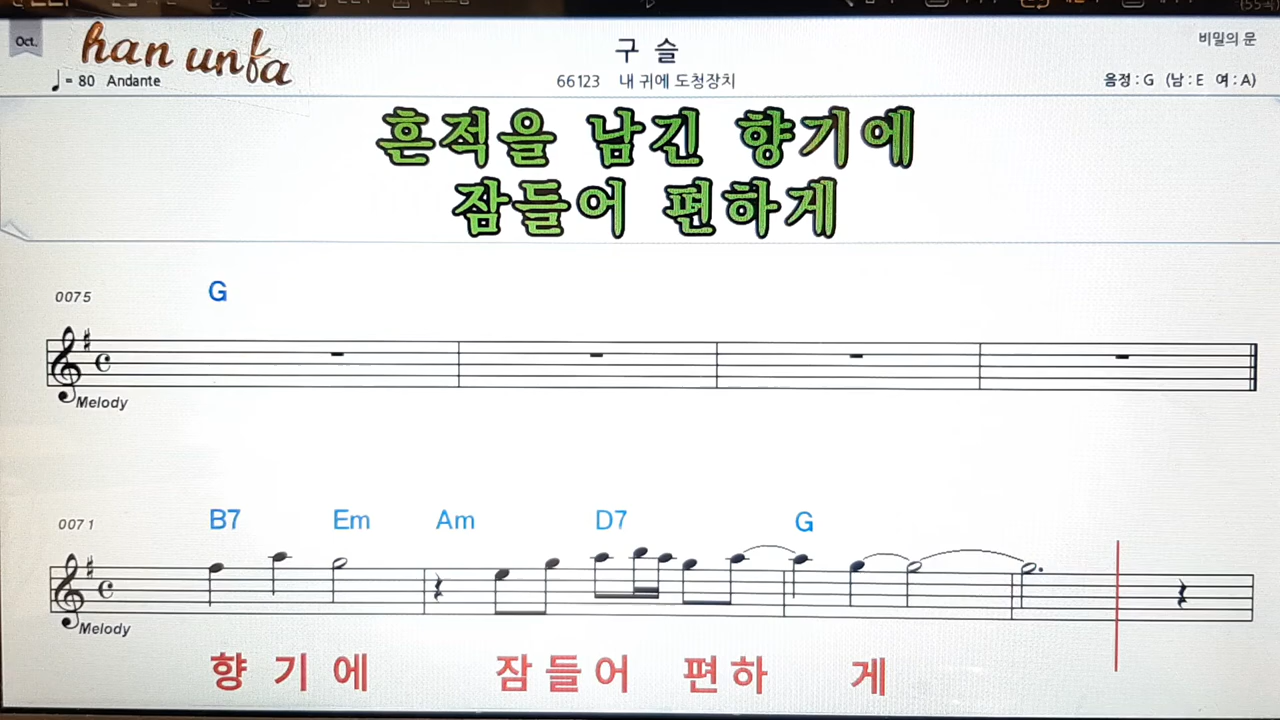 Oct.
han unfa
구 슬
비밀의 문
♩= 80 Andante
66123 내 귀에 도청장치
음정 : G (남 : E 여 : A)
흔적을 남긴 향기에
잠들어 편하게
0075
G
Melody
0071
B7 Em Am D7 G
Melody
향 기 에 잠 들 어 편 하 게